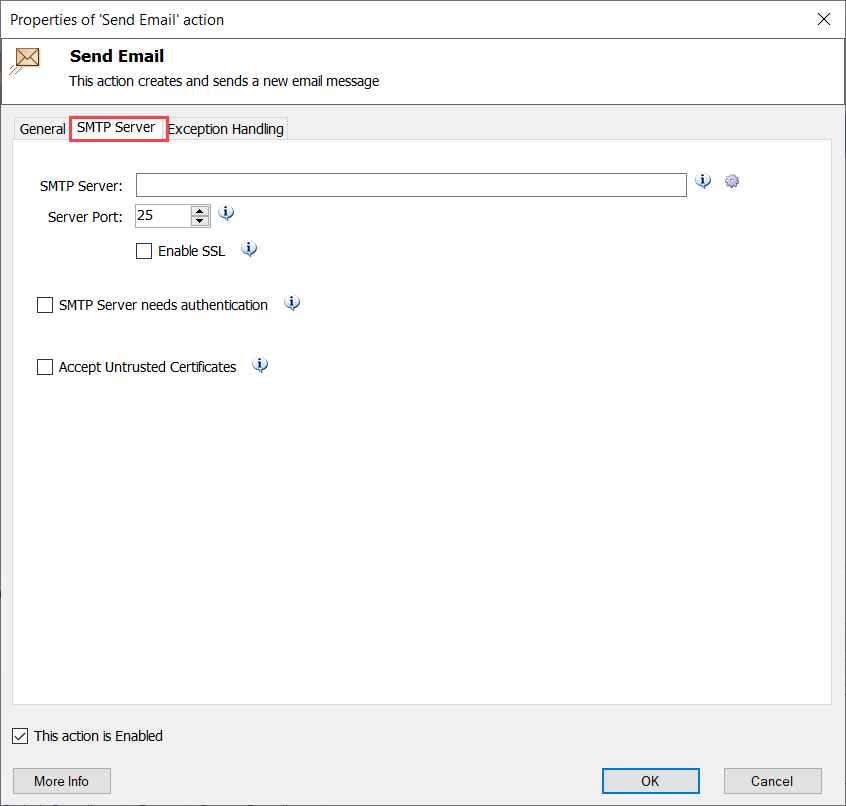 Properties of 'Send Email' action
Send Email
This action creates and sends a new email message
General SMTP Server Exception Handling
SMTP Server:
Server Port: 25
Enable SSL
SMTP Server needs authentication
Accept Untrusted Certificates
This action is Enabled
More Info OK Cancel